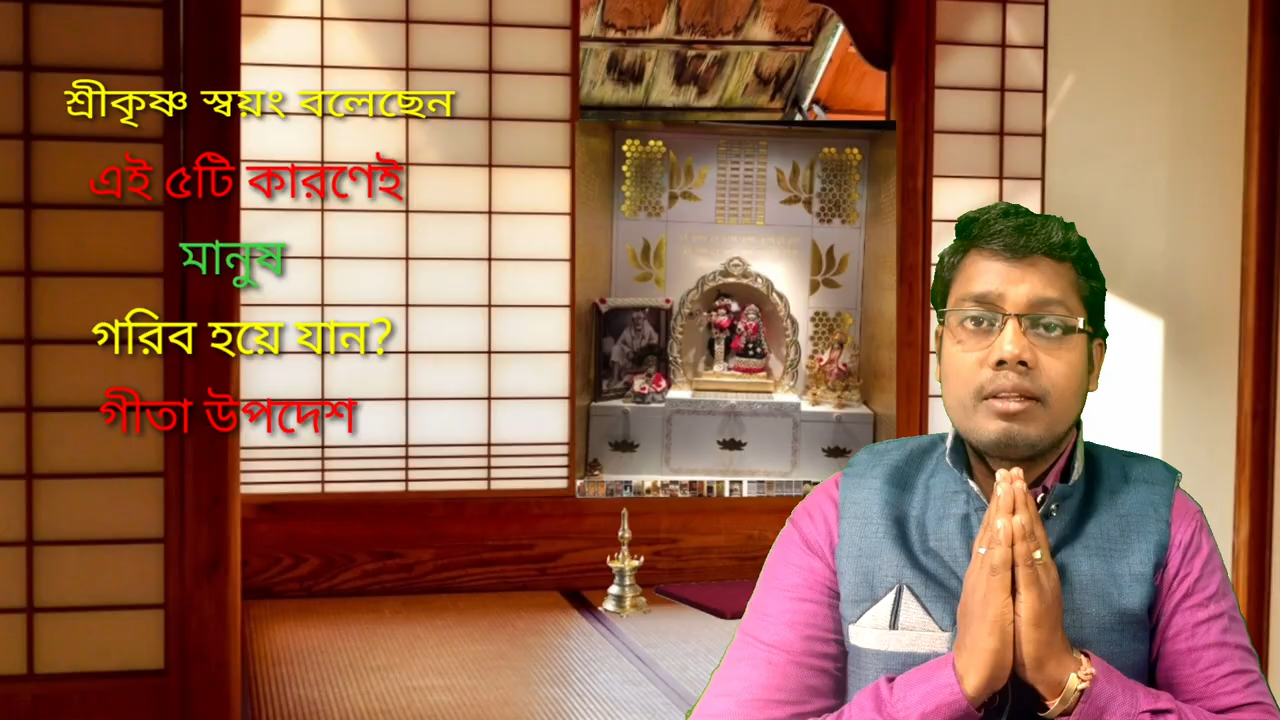 শ্রীকৃষ্ণ স্বয়ং বলেছেন
এই ৫টি কারণেই
মানুষ
গরিব হয়ে যান?
গীতা উপদেশ